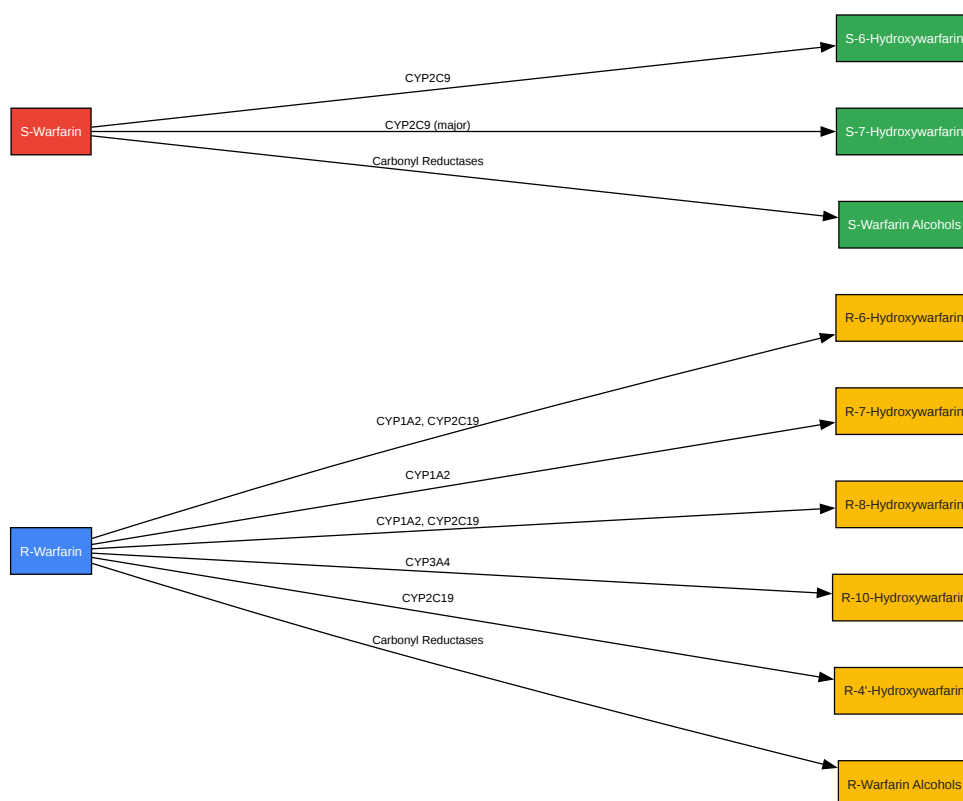 S-6-Hydroxywarfarin
CYP2C9
S-Warfarin
CYP2C9 (major)
S-7-Hydroxywarfarin
Carbonyl Reductases
S-Warfarin Alcohols
R-6-Hydroxywarfarin
CYP1A2, CYP2C19
R-7-Hydroxywarfarin
CYP1A2
R-8-Hydroxywarfarin
CYP1A2, CYP2C19
R-Warfarin
CYP3A4
R-10-Hydroxywarfarin
CYP2C19
Carbonyl Reductases
R-4'-Hydroxywarfarin
R-Warfarin Alcohols